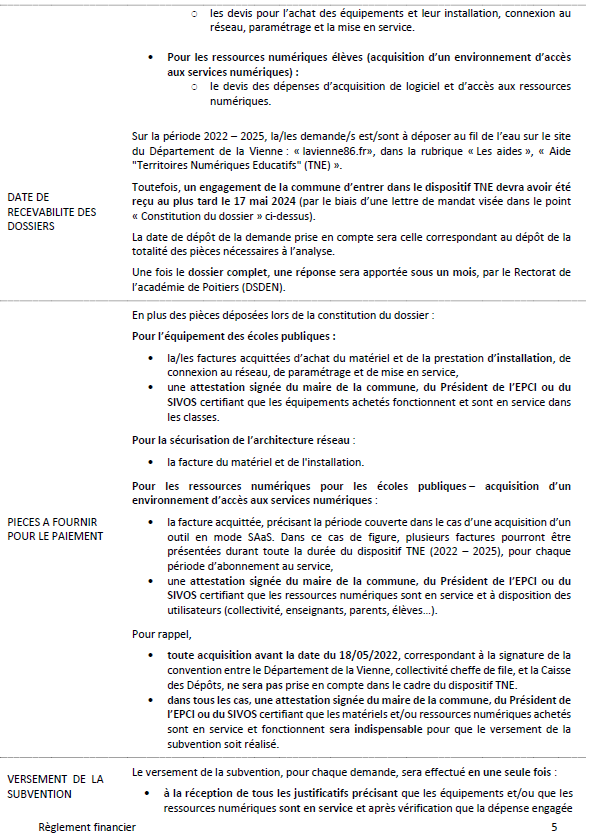 ○ les devis pour l’achat des équipements et leur installation, connexion au
réseau, paramétrage et la mise en service.
• Pour les ressources numériques élèves (acquisition d’un environnement d’accès
aux services numériques) :
○ le devis des dépenses d’acquisition de logiciel et d’accès aux ressources
numériques.
DATE DE
RECEVABILITE DES
DOSSIERS
Sur la période 2022 – 2025, la/les demande/s est/sont à déposer au fil de l’eau sur le site
du Département de la Vienne : « lavienne86.fr», dans la rubrique « Les aides », « Aide
"Territoires Numériques Educatifs" (TNE) ».
Toutefois, un engagement de la commune d’entrer dans le dispositif TNE devra avoir été
reçu au plus tard le 17 mai 2024 (par le biais d’une lettre de mandat visée dans le point
« Constitution du dossier » ci-dessus).
La date de dépôt de la demande prise en compte sera celle correspondant au dépôt de la
totalité des pièces nécessaires à l’analyse.
Une fois le dossier complet, une réponse sera apportée sous un mois, par le Rectorat de
l’académie de Poitiers (DSDEN).
PIECES A FOURNIR
POUR LE PAIEMENT
En plus des pièces déposées lors de la constitution du dossier :
Pour l’équipement des écoles publiques :
• la/les factures acquittées d’achat du matériel et de la prestation d’installation, de
connexion au réseau, de paramétrage et de mise en service,
• une attestation signée du maire de la commune, du Président de l’EPCI ou du
SIVOS certifiant que les équipements achetés fonctionnent et sont en service dans
les classes.
Pour la sécurisation de l’architecture réseau :
• la facture du matériel et de l'installation.
Pour les ressources numériques pour les écoles publiques – acquisition d’un
environnement d’accès aux services numériques :
• la facture acquittée, précisant la période couverte dans le cas d’une acquisition d’un
outil en mode SAaS. Dans ce cas de figure, plusieurs factures pourront être
présentées durant toute la durée du dispositif TNE (2022 – 2025), pour chaque
période d’abonnement au service,
• une attestation signée du maire de la commune, du Président de l’EPCI ou du
SIVOS certifiant que les ressources numériques sont en service et à disposition des
utilisateurs (collectivité, enseignants, parents, élèves…).
Pour rappel,
• toute acquisition avant la date du 18/05/2022, correspondant à la signature de la
convention entre le Département de la Vienne, collectivité cheffe de file, et la Caisse
des Dépôts, ne sera pas prise en compte dans le cadre du dispositif TNE.
• dans tous les cas, une attestation signée du maire de la commune, du Président de
l’EPCI ou du SIVOS certifiant que les matériels et/ou ressources numériques achetés
sont en service et fonctionnent sera indispensable pour que le versement de la
subvention soit réalisé.
VERSEMENT DE LA
SUBVENTION
Le versement de la subvention, pour chaque demande, sera effectué en une seule fois :
• à la réception de tous les justificatifs précisant que les équipements et/ou que les
ressources numériques sont en service et après vérification que la dépense engagée
Règlement financier 5